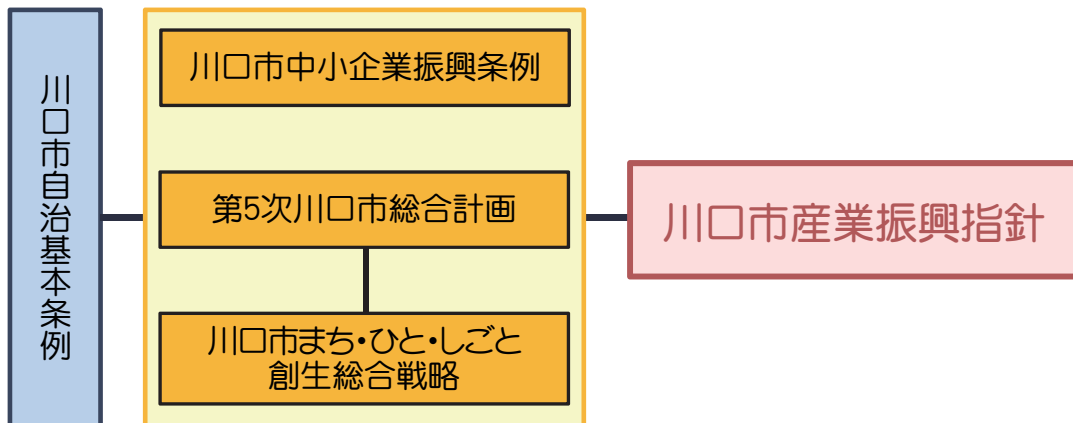 川口市自治基本条例
川口市中小企業振興条例
第5次川口市総合計画
川口市まち・ひと・しごと
創生総合戦略
川口市産業振興指針